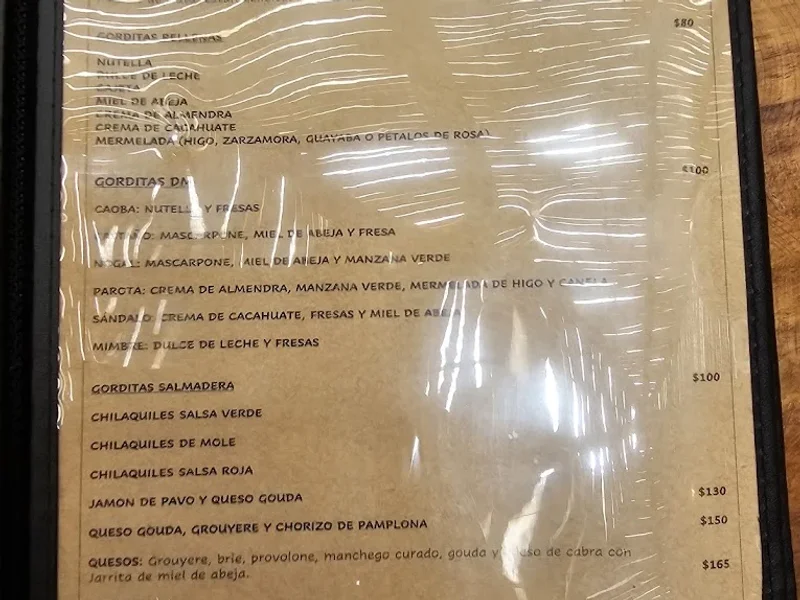 $80
GORDITAS RELLENAS
NUTELLA
DULCE DE LECHE
MIEL DE ABEJA
CREMA DE ALMENDRA
CREMA DE CACAHUATE
MERMELADA (HIGO, ZARZAMORA, GUAYABA O PETALOS DE ROSA)
GORDITAS $100
CAOBA: NUTELLA Y FRESAS
MASCARPONE, MIEL DE ABEJA Y FRESA
NOGAL: MASCARPONE, MIEL DE ABEJA Y MANZANA VERDE
PAROTA: CREMA DE ALMENDRA, MANZANA VERDE, MERMELADA DE HIGO Y CANELA
SÁNDALO: CREMA DE CACAHUATE, FRESAS Y MIEL DE ABEJA
MIMBRE: DULCE DE LECHE Y FRESAS
GORDITAS SALMADERA $100
CHILAQUILES SALSA VERDE
CHILAQUILES DE MOLE
CHILAQUILES SALSA ROJA
JAMON DE PAVO Y QUESO GOUDA $130
QUESO GOUDA, GROUYERE Y CHORIZO DE PAMPLONA $150
QUESOS: Grouyere, brie, provolone, manchego curado, gouda y queso de cabra con $165
Jarrita de miel de abeja.